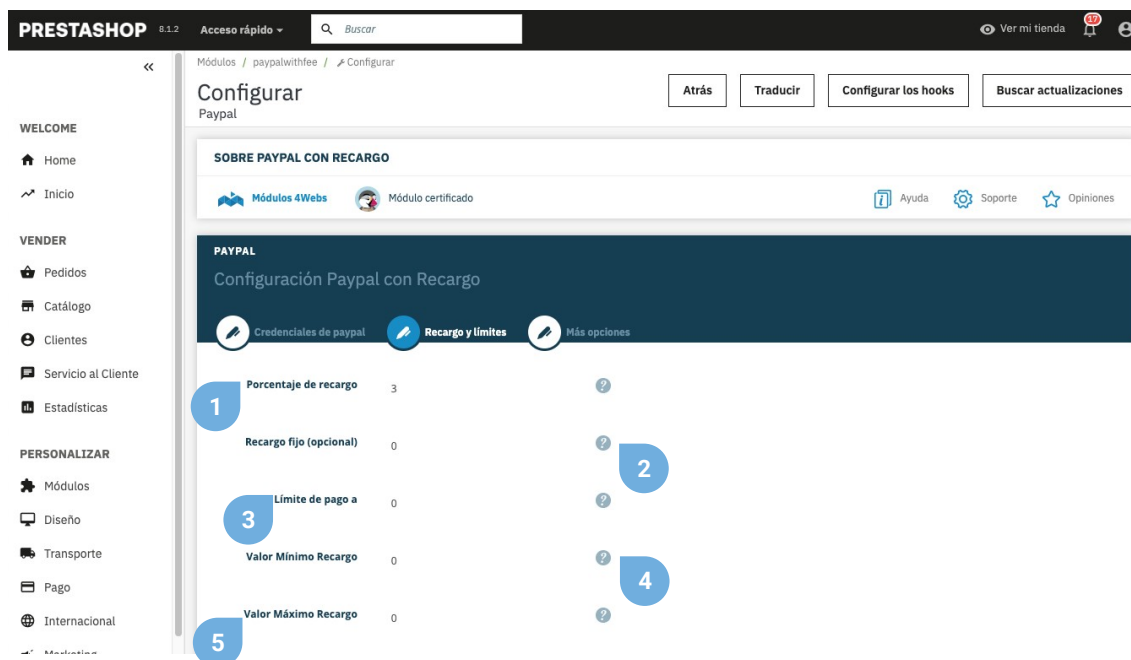 PRESTASHOP 8.1.2 Acceso rápido Buscar Ver mi tienda 17
Módulos / paypalwithfee / Configurar
Configurar
Paypal
Atrás
Traducir
Configurar los hooks
Buscar actualizaciones
WELCOME
Home
Inicio
VENDER
Pedidos
Catálogo
Clientes
Servicio al Cliente
Estadísticas
PERSONALIZAR
Módulos
Diseño
Transporte
Pago
Internacional
Marketing
SOBRE PAYPAL CON RECARGO
Módulos 4Webs Módulo certificado Ayuda Soporte Opiniones
PAYPAL
Configuración Paypal con Recargo
Credenciales de paypal Recargo y límites Más opciones
Porcentaje de recargo 3 ?
1
Recargo fijo (opcional) 0 ?
2
Límite de pago a 0 ?
3
Valor Mínimo Recargo 0 ?
4
Valor Máximo Recargo 0 ?
5